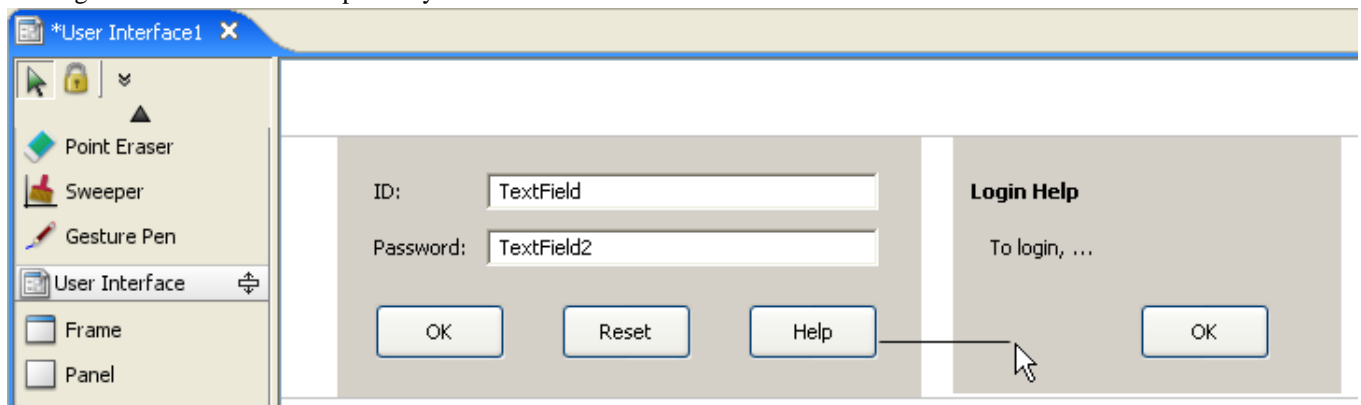 *User Interface1
Point Eraser
Sweeper
Gesture Pen
User Interface
Frame
Panel
ID: TextField
Password: TextField2
OK Reset Help
Login Help
To login, ...
OK